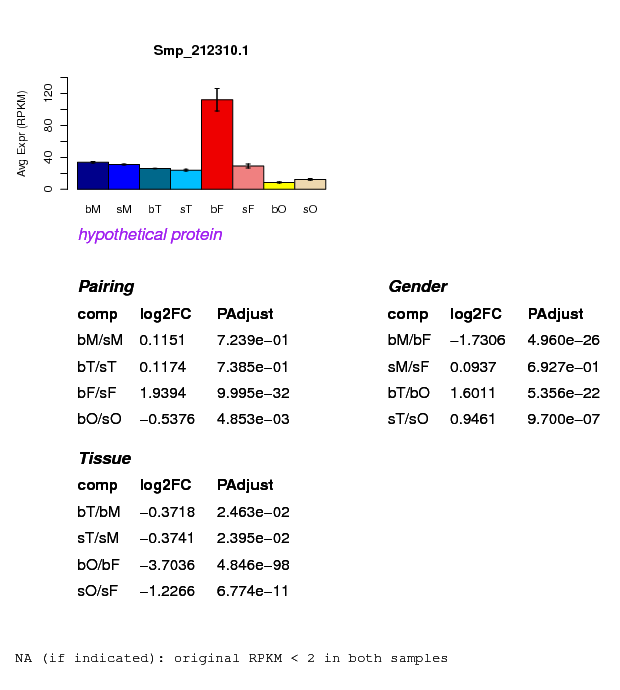 Smp_212310.1
Avg Expr (RPKM)
0 40 80 120
bM sM bT sT bF sF bO sO
hypothetical protein
Pairing
comp log2FC PAdjust
bM/sM 0.1151 7.239e−01
bT/sT 0.1174 7.385e−01
bF/sF 1.9394 9.995e−32
bO/sO −0.5376 4.853e−03
Gender
comp log2FC PAdjust
bM/bF −1.7306 4.960e−26
sM/sF 0.0937 6.927e−01
bT/bO 1.6011 5.356e−22
sT/sO 0.9461 9.700e−07
Tissue
comp log2FC PAdjust
bT/bM −0.3718 2.463e−02
sT/sM −0.3741 2.395e−02
bO/bF −3.7036 4.846e−98
sO/sF −1.2266 6.774e−11
NA (if indicated): original RPKM < 2 in both samples